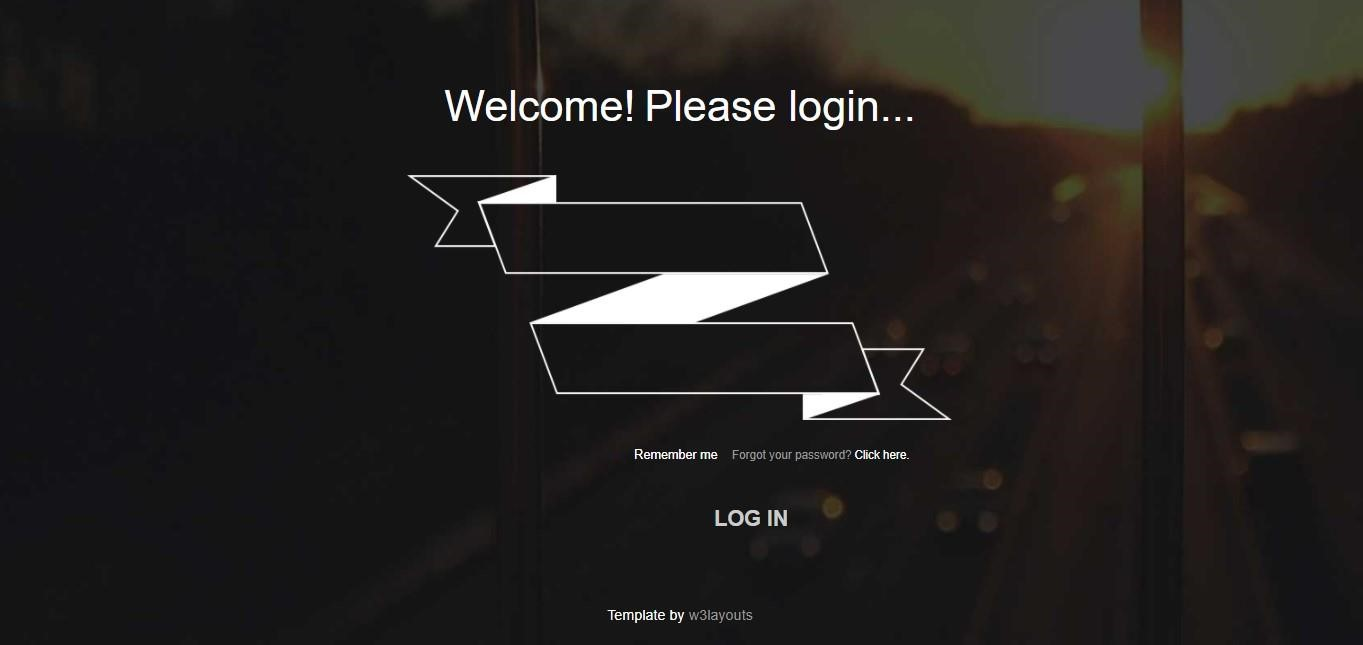 Welcome! Please login...
Remember me Forgot your password? Click here.
LOG IN
Template by w3layouts